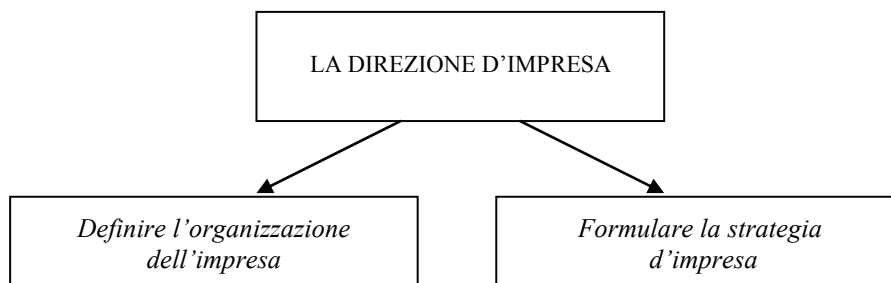 LA DIREZIONE D’IMPRESA
Definire l’organizzazione
dell’impresa
Formulare la strategia
d’impresa